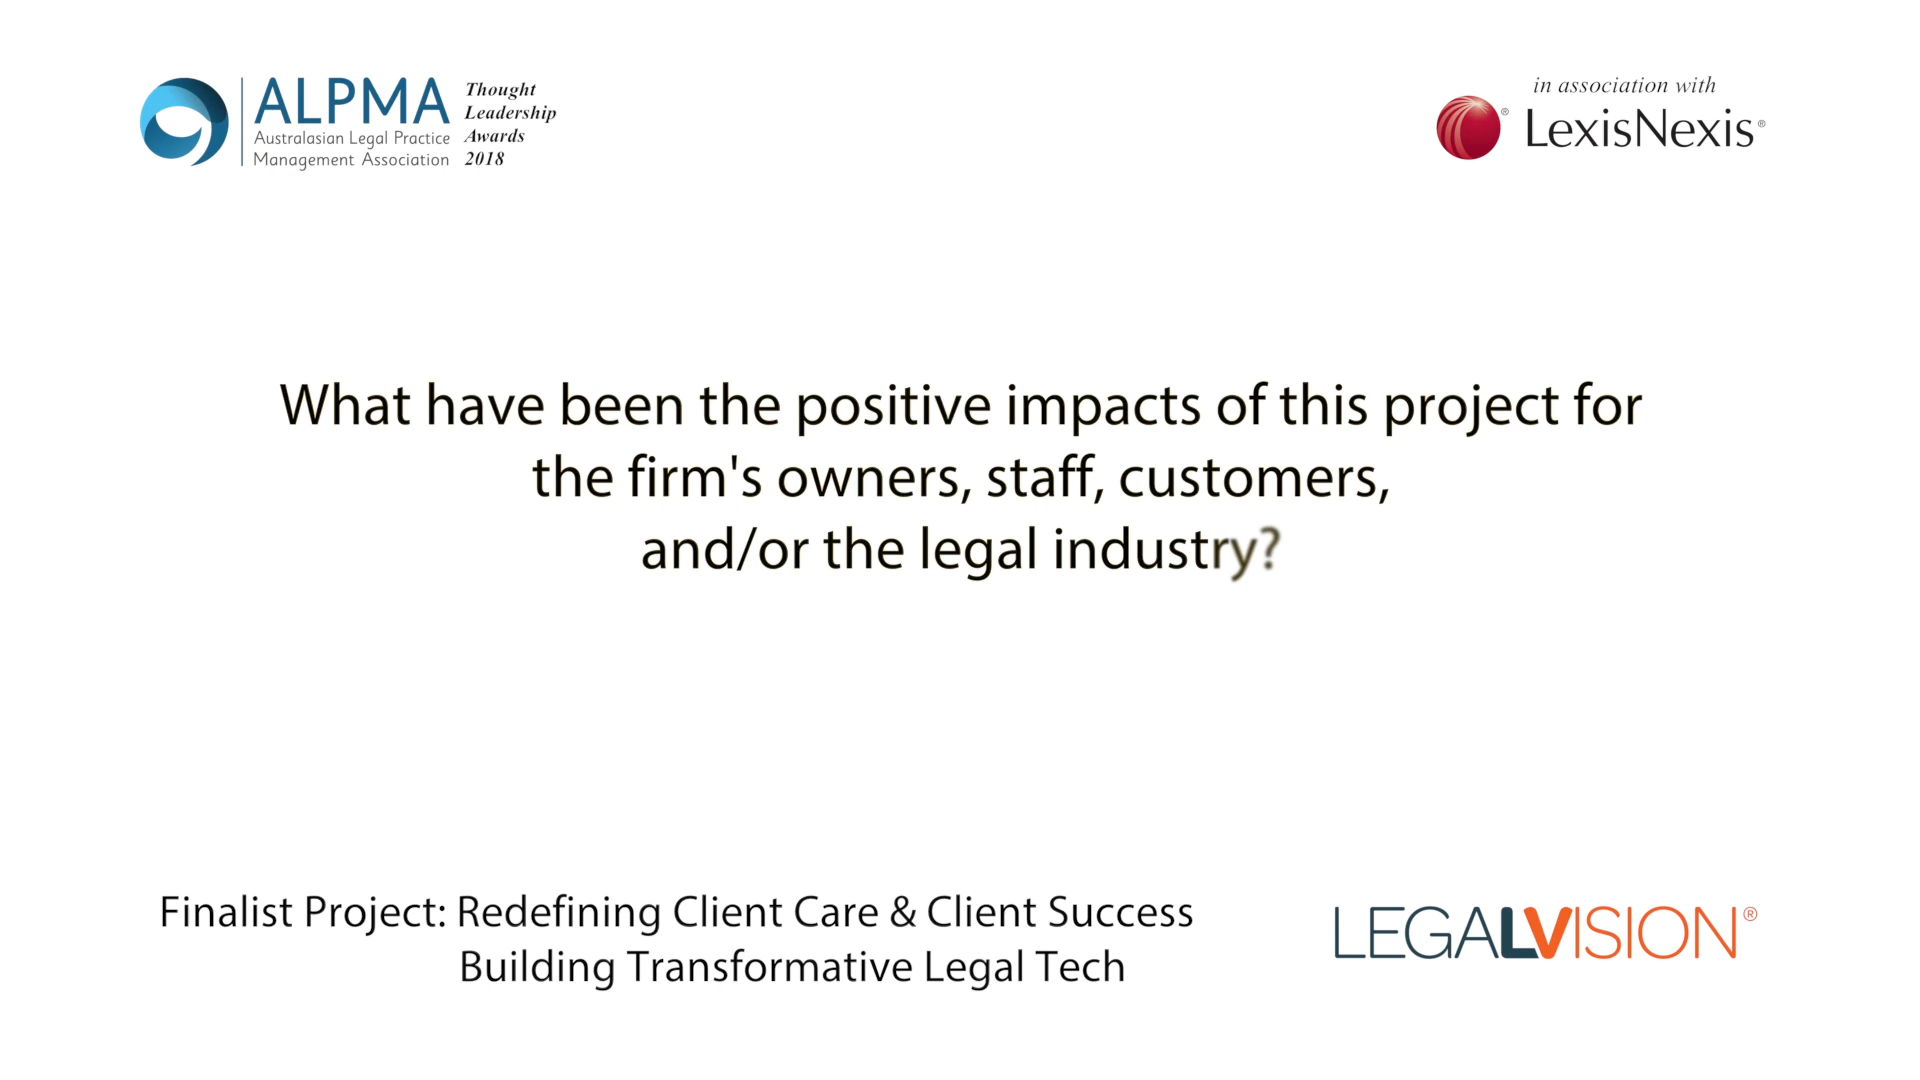 ALPMA
Australasian Legal Practice
Management Association
Thought
Leadership
Awards
2018
in association with
LexisNexis®
What have been the positive impacts of this project for
the firm's owners, staff, customers,
and/or the legal industry?
Finalist Project: Redefining Client Care & Client Success
Building Transformative Legal Tech
LEGALVISION®